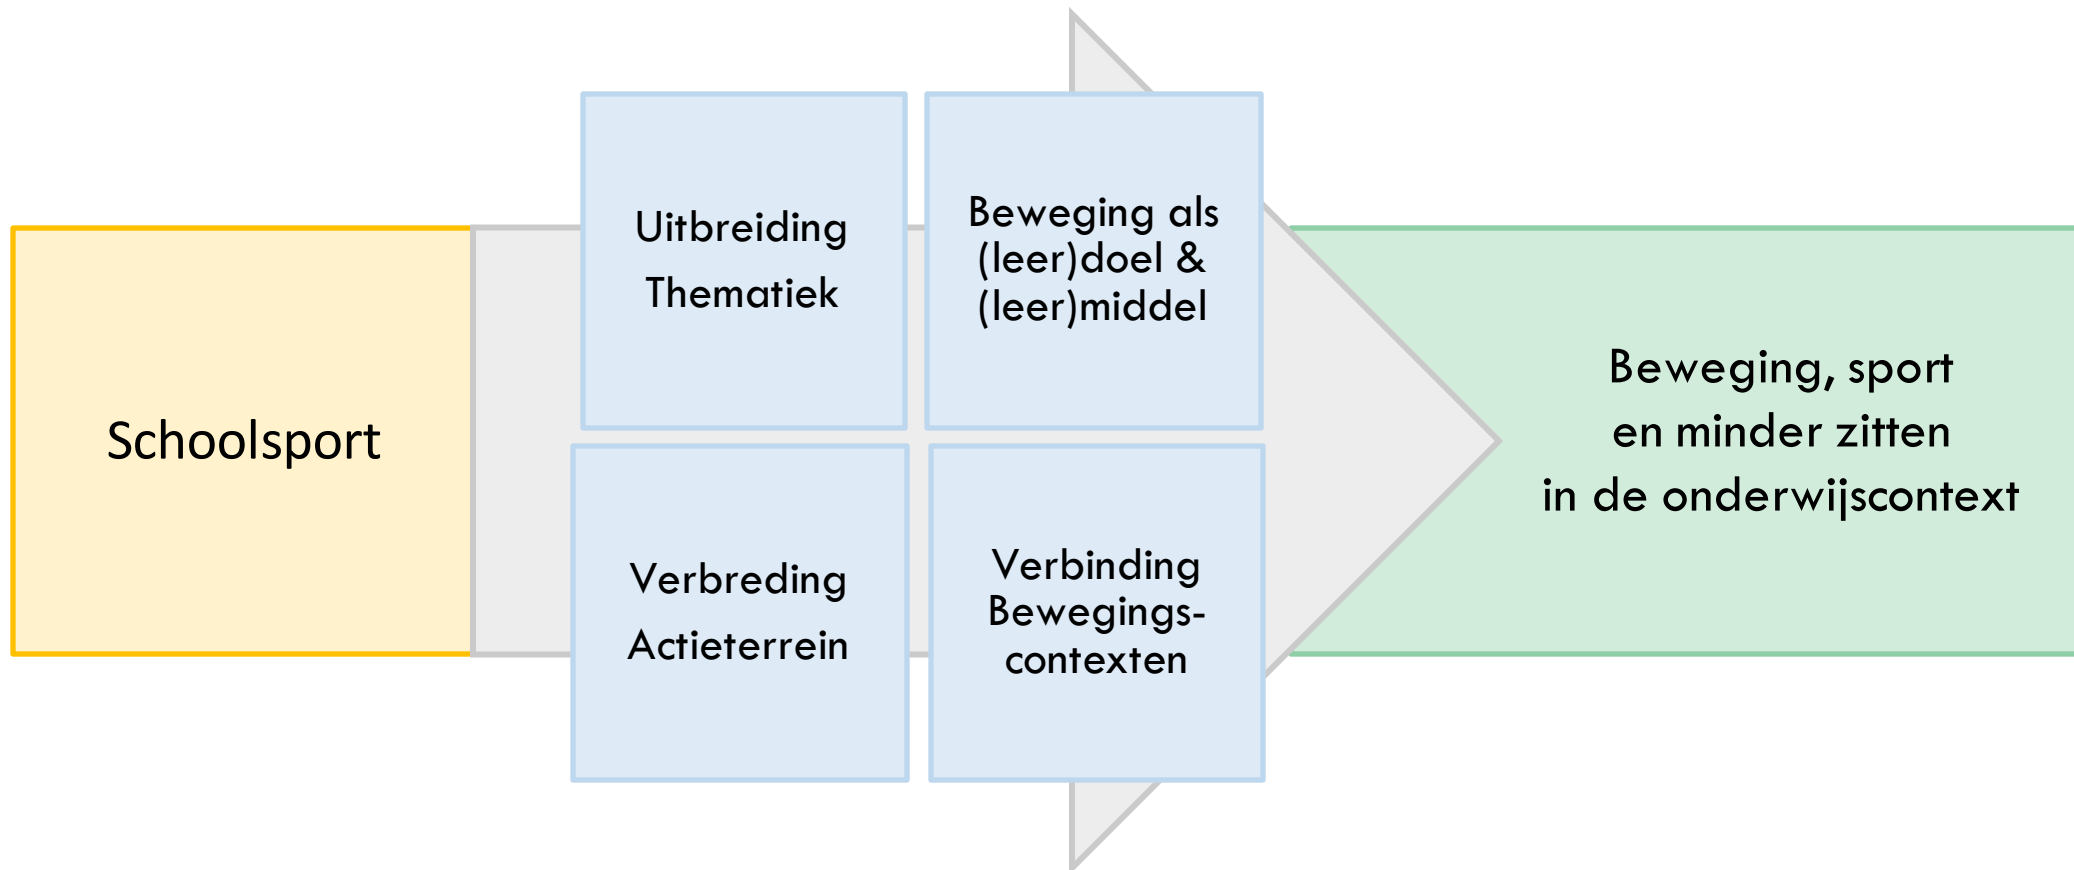 Schoolsport
Uitbreiding
Thematiek
Beweging als
(leer)doel &
(leer)middel
Verbreding
Actieterrein
Verbinding
Bewegings-
contexten
Beweging, sport
en minder zitten
in de onderwijscontext